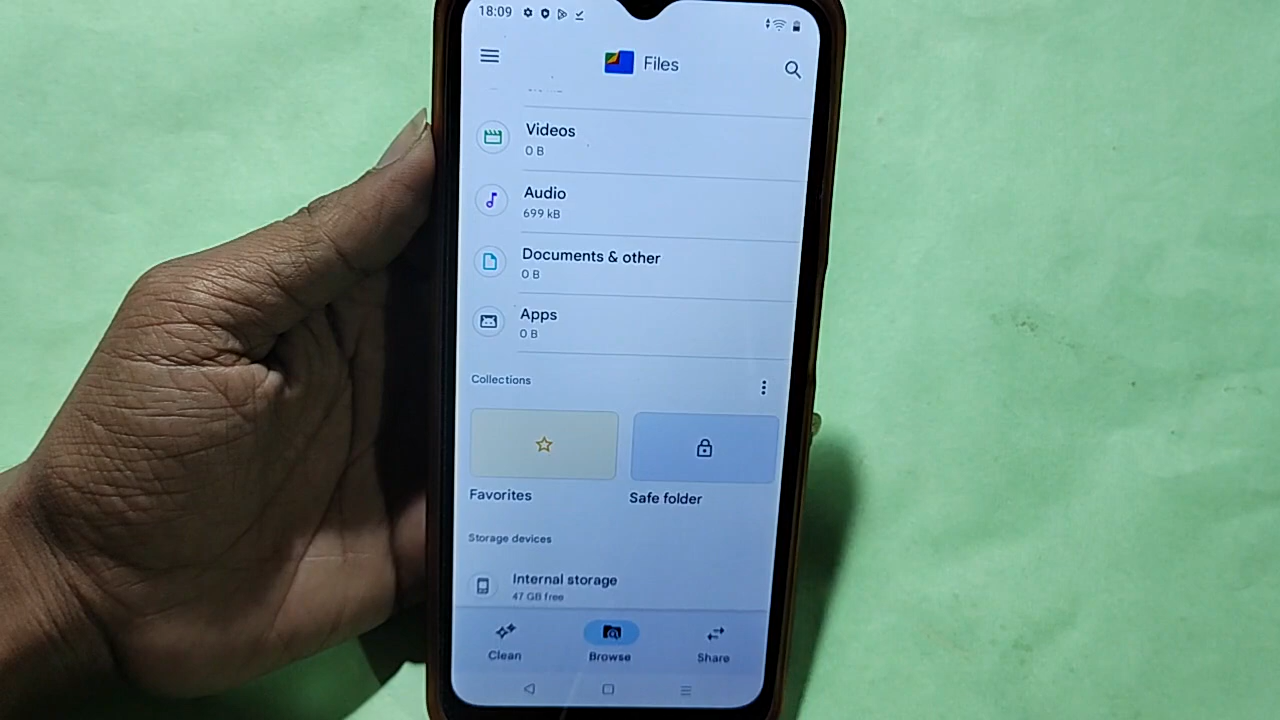 18:09
Files
Videos
0 B
Audio
699 kB
Documents & other
0 B
Apps
0 B
Collections
Favorites
Safe folder
Storage devices
Internal storage
47 GB free
Clean
Browse
Share